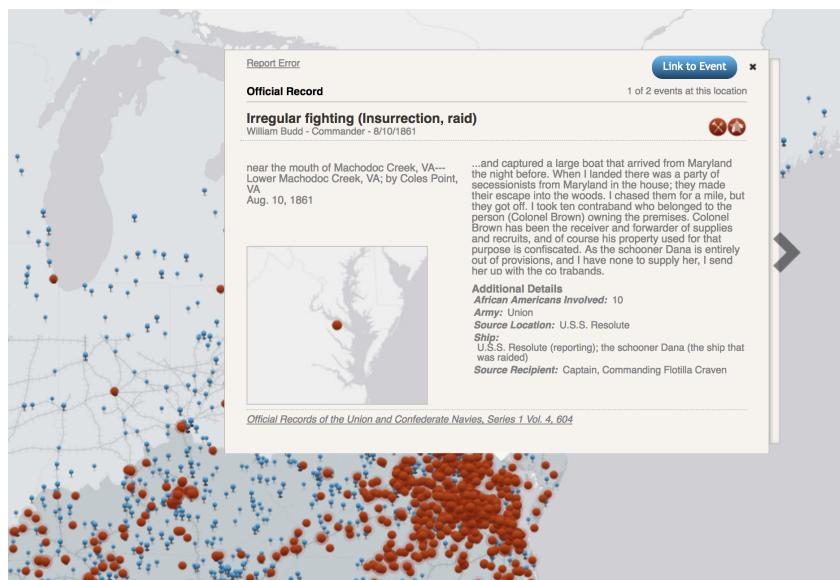 Report Error
Link to Event
Official Record
1 of 2 events at this location
Irregular fighting (Insurrection, raid)
William Budd - Commander - 8/10/1861
near the mouth of Machodoc Creek, VA---
Lower Machodoc Creek, VA; by Coles Point,
VA
Aug. 10, 1861
...and captured a large boat that arrived from Maryland
the night before. When I landed there was a party of
secessionists from Maryland in the house; they made
their escape into the woods. I chased them for a mile, but
they got off. I took ten contraband who belonged to the
person (Colonel Brown) owning the premises. Colonel
Brown has been the receiver and forwarder of supplies
and recruits, and of course his property used for that
purpose is confiscated. As the schooner Dana is entirely
out of provisions, and I have none to supply her, I send
her up with the co trabands.
Additional Details
African Americans Involved: 10
Army: Union
Source Location: U.S.S. Resolute
Ship:
U.S.S. Resolute (reporting); the schooner Dana (the ship that
was raided)
Source Recipient: Captain, Commanding Flotilla Craven
Official Records of the Union and Confederate Navies, Series 1 Vol. 4, 604